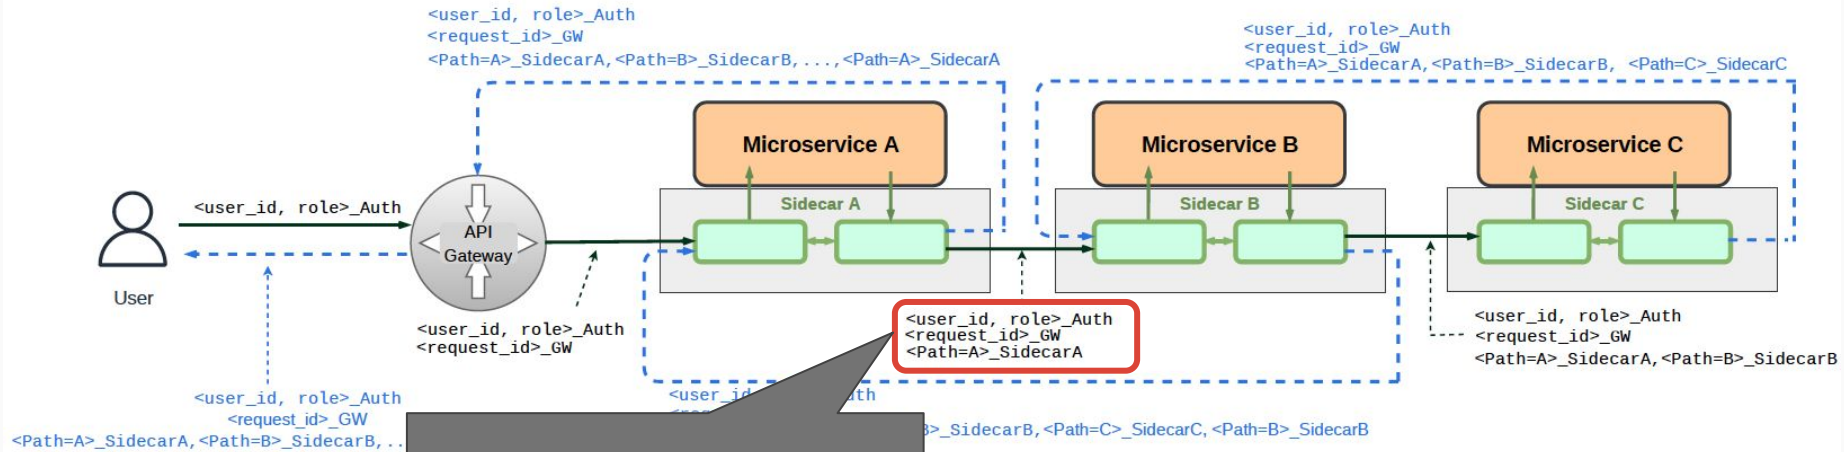 <user_id, role>_Auth
<request_id>_GW
<Path=A>_SidecarA,<Path=B>_SidecarB,...,<Path=A>_SidecarA
<user_id, role>_Auth
<request_id>_GW
<Path=A>_SidecarA,<Path=B>_SidecarB, <Path=C>_SidecarC
Microservice A
Microservice B
Microservice C
Sidecar A
Sidecar B
Sidecar C
<user_id, role>_Auth
API
Gateway
User
<user_id, role>_Auth
<request_id>_GW
<user_id, role>_Auth
<request_id>_GW
<Path=A>_SidecarA
<user_id, role>_Auth
<request_id>_GW
<Path=A>_SidecarA,<Path=B>_SidecarB
<user_id, role>_Auth
<request_id>_GW
<Path=A>_SidecarA,<Path=B>_SidecarB,..
<user_id
>_SidecarB,<Path=C>_SidecarC, <Path=B>_SidecarB